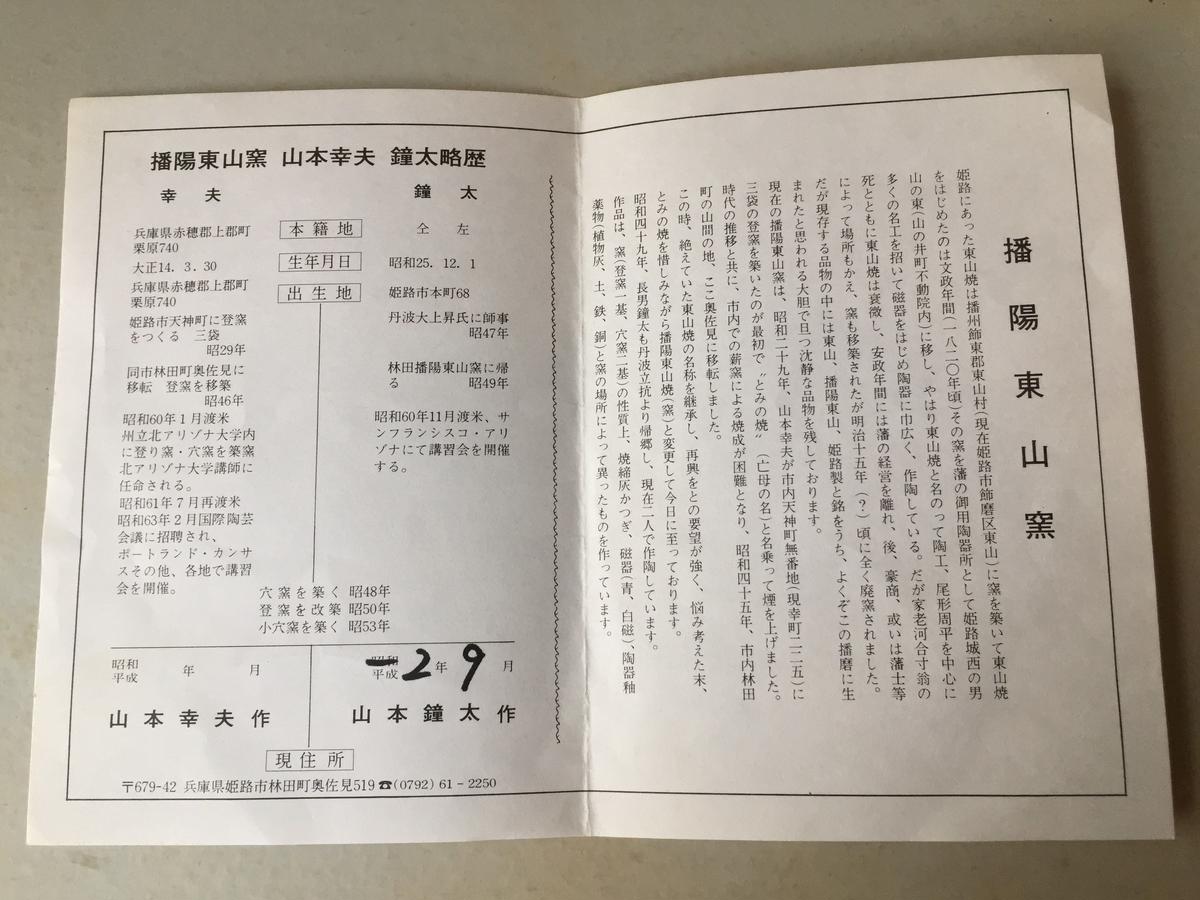 播陽東山窯
姫路にあった東山焼は播州飾東郡東山村(現在姫路市飾磨区東山)に窯を築いて東山焼
をはじめたのは文政年間(一八二〇年頃)その窯を藩の御用陶器所として姫路城西の男
山の東(山の井町不動院内)に移し、やはり東山焼と名のって陶工、尾形周平を中心に
多くの名工を招いて磁器をはじめ陶器に巾広く、作陶している。だが家老河合寸翁の
死とともに東山焼は衰微し、安政年間には藩の経営を離れ、後、豪商、或いは藩士等
によって場所もかえ、窯も移築されたが明治十五年(?)頃に全く廃窯されました。
だが現存する品物の中には東山、播陽東山、姫路製と銘をうち、よくぞこの播磨に生
まれたと思われる大胆で且つ沈静な品物を残しております。
現在の播陽東山窯は、昭和二十九年、山本幸夫が市内天神町無番地(現幸町二二五)に
三袋の登窯を築いたのが最初で〝とみの焼〟(亡母の名)と名乗って煙を上げました。
時代の推移と共に、市内での薪窯による焼成が困難となり、昭和四十五年、市内林田
町の山間の地、ここ奥佐見に移転しました。
この時、絶えていた東山焼の名称を継承し、再興をとの要望が強く、悩み考えた末、
とみの焼を惜しみながら播陽東山焼(窯)と変更して今日に至っております。
昭和四十九年、長男鐘太も丹波立抗より帰郷し、現在二人で作陶しています。
作品は、窯(登窯一基、穴窯二基)の性質上、焼締灰かつぎ、磁器(青、白磁)、陶器釉
薬物(植物灰、土、鉄、銅)と窯の場所によって異ったものを作っています。
播陽東山窯 山本幸夫 鐘太略歴
幸夫
鐘太
兵庫県赤穂郡上郡町
栗原740
本籍地
仝左
大正14.3.30
生年月日
昭和25.12.1
兵庫県赤穂郡上郡町
栗原740
出生地
姫路市本町68
姫路市天神町に登窯
をつくる 三袋
昭29年
同市林田町奥佐見に
移転 登窯を移築
昭46年
昭和60年1月渡米
州立北アリゾナ大学内
に登り窯・穴窯を築窯
北アリゾナ大学講師に
任命される。
昭和61年7月再渡米
昭和63年2月国際陶芸
会議に招聘され、
ポートランド・カンサ
スその他、各地で講習
会を開催。
丹波大上昇氏に師事
昭47年
林田播陽東山窯に帰
る 昭49年
昭和60年11月渡米、サ
ンフランシスコ・アリ
ゾナにて講習会を開催
する。
穴窯を築く 昭48年
登窯を改築 昭50年
小穴窯を築く 昭53年
昭和
平成 年 月
山本幸夫作
昭和
平成 2年 9月
山本鐘太作
現住所
〒679-42 兵庫県姫路市林田町奥佐見519 ☎(0792)61-2250